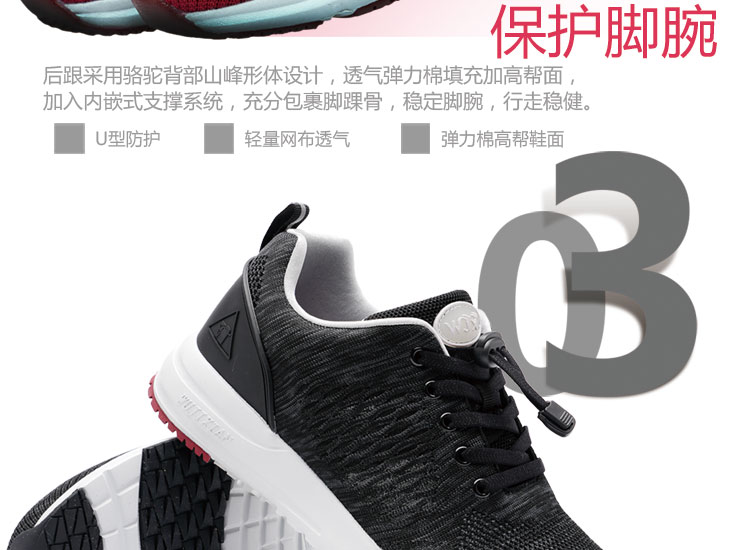 保护脚腕
后跟采用骆驼背部山峰形体设计，透气弹力棉填充加高帮面，
加入内嵌式支撑系统，充分包裹脚踝骨，稳定脚腕，行走稳健。
U型防护 轻量网布透气 弹力棉高帮鞋面
03